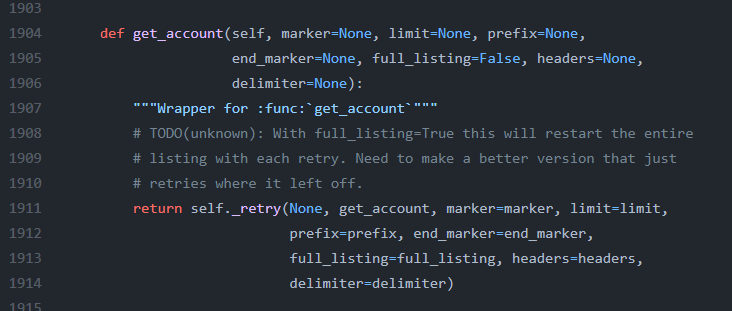 1903
1904 def get_account(self, marker=None, limit=None, prefix=None,
1905 end_marker=None, full_listing=False, headers=None,
1906 delimiter=None):
1907 """Wrapper for :func:`get_account`"""
1908 # TODO(unknown): With full_listing=True this will restart the entire
1909 # listing with each retry. Need to make a better version that just
1910 # retries where it left off.
1911 return self._retry(None, get_account, marker=marker, limit=limit,
1912 prefix=prefix, end_marker=end_marker,
1913 full_listing=full_listing, headers=headers,
1914 delimiter=delimiter)
1915